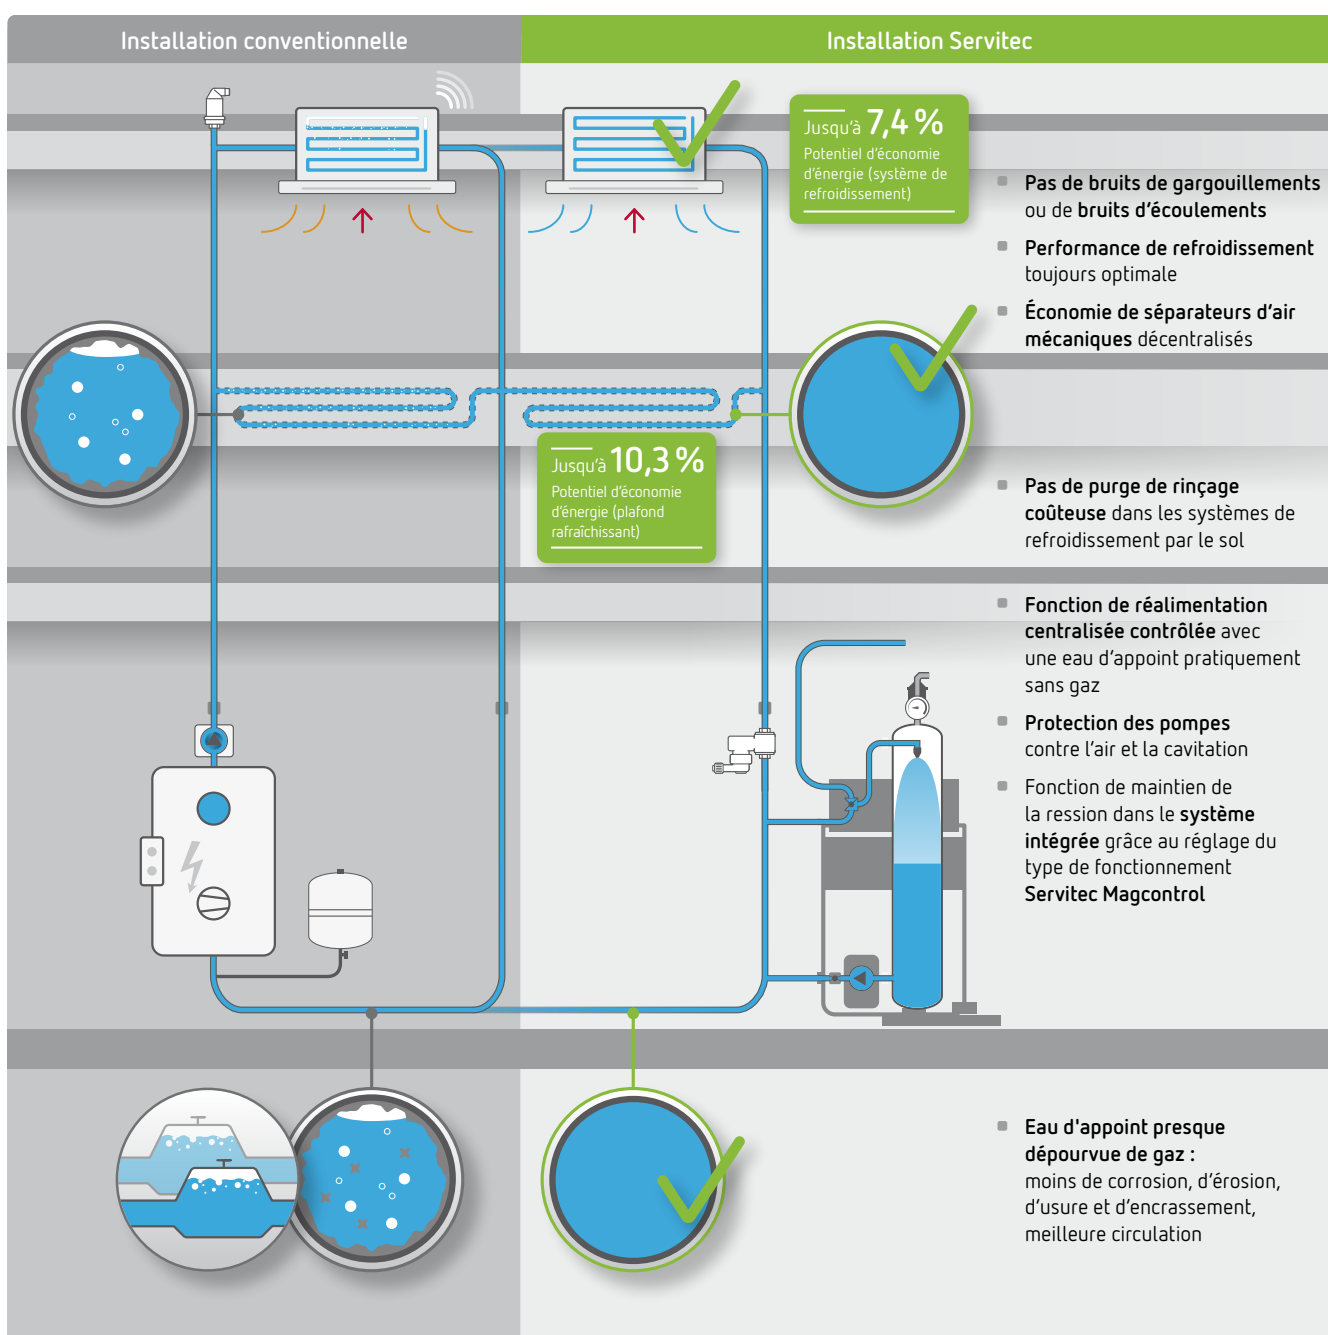 Installation conventionnelle
Installation Servitec
Jusqu'à 7,4 %
Potentiel d'économie
d'énergie (système de
refroidissement)
Pas de bruits de gargouillements
ou de bruits d'écoulements
Performance de refroidissement
toujours optimale
Économie de séparateurs d'air
mécaniques décentralisés
Jusqu'à 10,3 %
Potentiel d'économie
d'énergie (plafond
rafraîchissant)
Pas de purge de rinçage
coûteuse dans les systèmes de
refroidissement par le sol
Fonction de réalimentation
centralisée contrôlée avec
une eau d'appoint pratiquement
sans gaz
Protection des pompes
contre l'air et la cavitation
Fonction de maintien de
la ression dans le système
intégrée grâce au réglage du
type de fonctionnement
Servitec Magcontrol
Eau d'appoint presque
dépourvue de gaz :
moins de corrosion, d'érosion,
d'usure et d'encrassement,
meilleure circulation